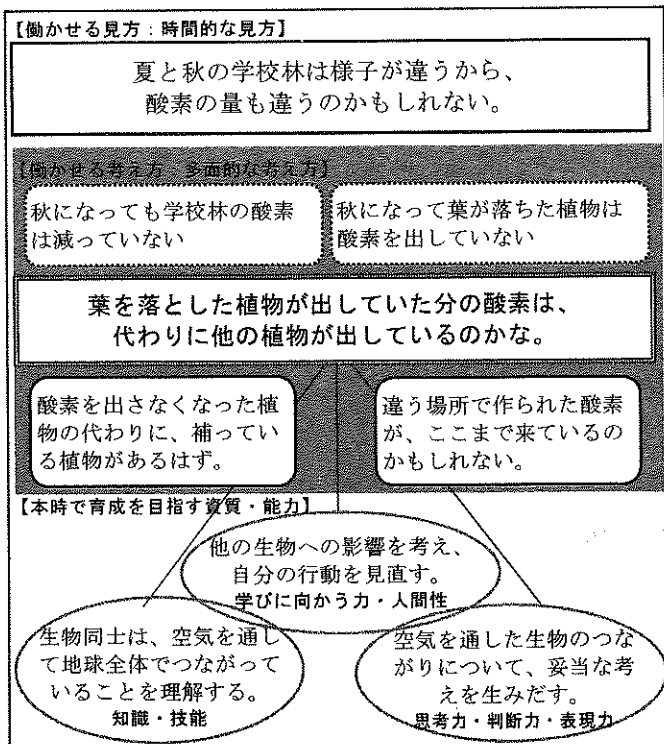 【働かせる見方：時間的な見方】
夏と秋の学校林は様子が違うから、
酸素の量も違うのかもしれない。
【働かせる考え方：多面的な考え方】
秋になっても学校林の酸素
は減っていない
秋になって葉が落ちた植物は
酸素を出していない
葉を落とした植物が出していた分の酸素は、
代わりに他の植物が出しているのかな。
酸素を出さなくなった植
物の代わりに、補ってい
る植物があるはず。
違う場所で作られた酸素
が、ここまで来ているの
かもしれない。
【本時で育成を目指す資質・能力】
他の生物への影響を考え、
自分の行動を見直す。
学びに向かう力・人間性
生物同士は、空気を通し
て地球全体でつながって
いることを理解する。
知識・技能
空気を通した生物のつな
がりについて、妥当な考
えを生みだす。
思考力・判断力・表現力